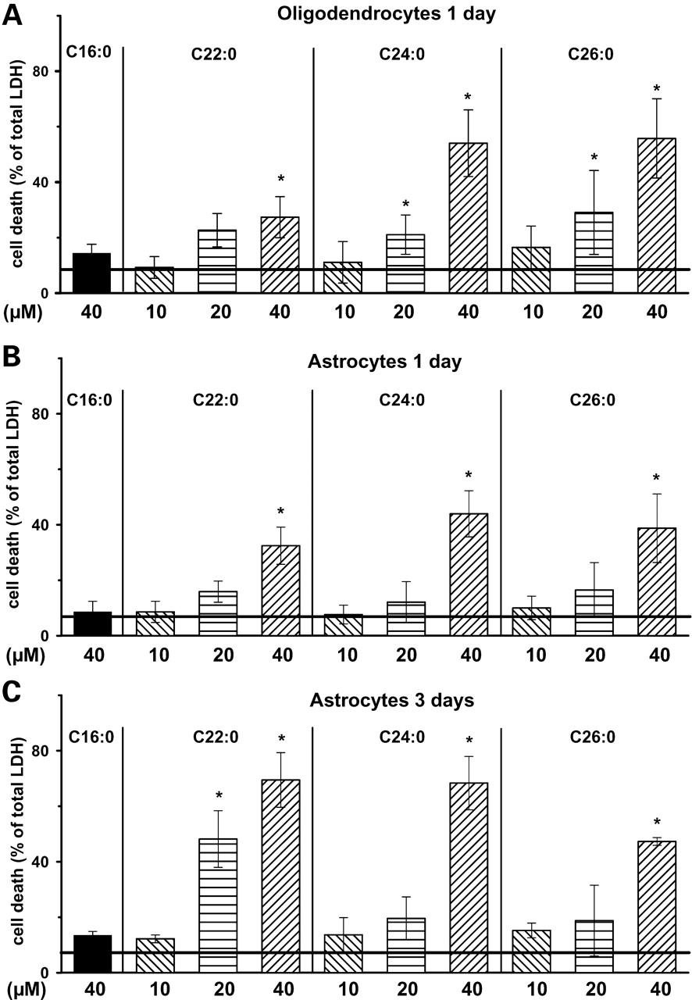 A
Oligodendrocytes 1 day
C16:0 C22:0 C24:0 C26:0
cell death (% of total LDH)
80
40
0
* * * * *
(μM) 40 10 20 40 10 20 40 10 20 40
B
Astrocytes 1 day
C16:0 C22:0 C24:0 C26:0
cell death (% of total LDH)
80
40
0
* * *
(μM) 40 10 20 40 10 20 40 10 20 40
C
Astrocytes 3 days
C16:0 C22:0 C24:0 C26:0
cell death (% of total LDH)
80
40
0
* * * *
(μM) 40 10 20 40 10 20 40 10 20 40